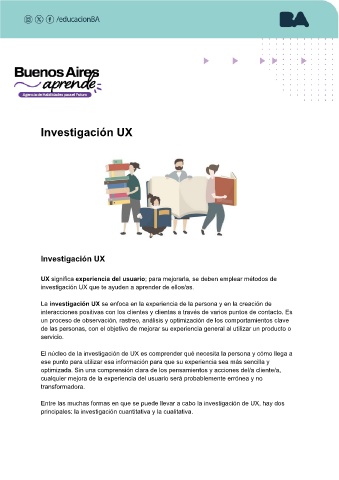 /educacionBA
BA
Buenos Aires
aprende
Agencia de Habilidades para el Futuro
Investigación UX
Investigación UX
UX significa experiencia del usuario; para mejorarla, se deben emplear métodos de
investigación UX que te ayuden a aprender de ellos/as.
La investigación UX se enfoca en la experiencia de la persona y en la creación de
interacciones positivas con los clientes y clientas a través de varios puntos de contacto. Es
un proceso de observación, rastreo, análisis y optimización de los comportamientos clave
de las personas, con el objetivo de mejorar su experiencia general al utilizar un producto o
servicio.
El núcleo de la investigación de UX es comprender qué necesita la persona y cómo llega a
ese punto para utilizar esa información para que su experiencia sea más sencilla y
optimizada. Sin una comprensión clara de los pensamientos y acciones del/a cliente/a,
cualquier mejora de la experiencia del usuario será probablemente errónea y no
transformadora.
Entre las muchas formas en que se puede llevar a cabo la investigación de UX, hay dos
principales: la investigación cuantitativa y la cualitativa.